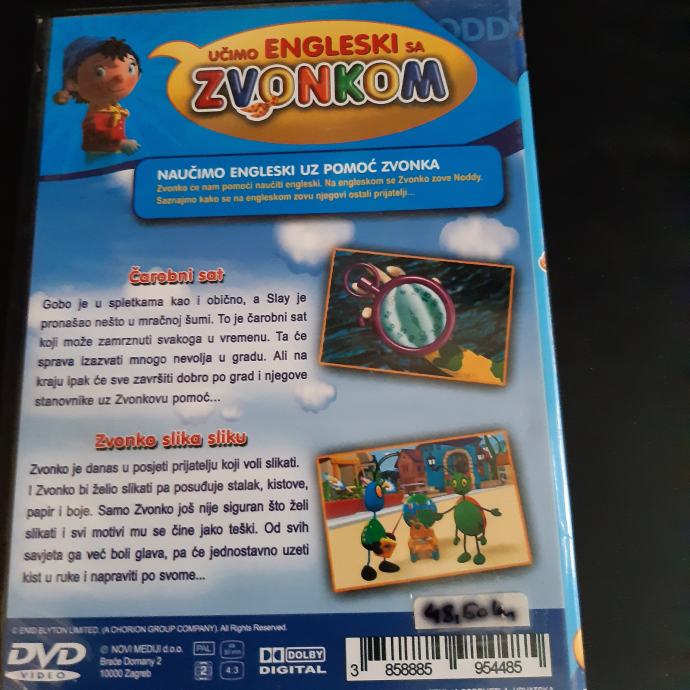 UČIMO ENGLESKI SA
ZVONKOM
NAUČIMO ENGLESKI UZ POMOĆ ZVONKA
Zvonko će nam pomoći naučiti engleski. Na engleskom se Zvonko zove Noddy.
Saznajmo kako se na engleskom zovu njegovi ostali prijatelji...
Čarobni sat
Gobo je u spletkama kao i obično, a Slay je
pronašao nešto u mračnoj šumi. To je čarobni sat
koji može zamrznuti svakoga u vremenu. Ta će
sprava izazvati mnogo nevolja u gradu. Ali na
kraju ipak će sve završiti dobro po grad i njegove
stanovnike uz Zvonkovu pomoć...
Zvonko slika sliku
Zvonko je danas u posjeti prijatelju koji voli slikati.
I Zvonko bi želio slikati pa posuđuje stalak, kistove,
papir i boje. Samo Zvonko još nije siguran što želi
slikati i svi motivi mu se čine jako teški. Od svih
savjeta ga već boli glava, pa će jednostavno uzeti
kist u ruke i napraviti po svome...
48,60 kn
© ENID BLYTON LIMITED. (A CHORION GROUP COMPANY). All Rights Reserved.
DVD
VIDEO
℗ NOVI MEDIJI d.o.o.
Braće Domany 2
10000 Zagreb
PAL
2
4:3
DOLBY
DIGITAL
3 858885 954485